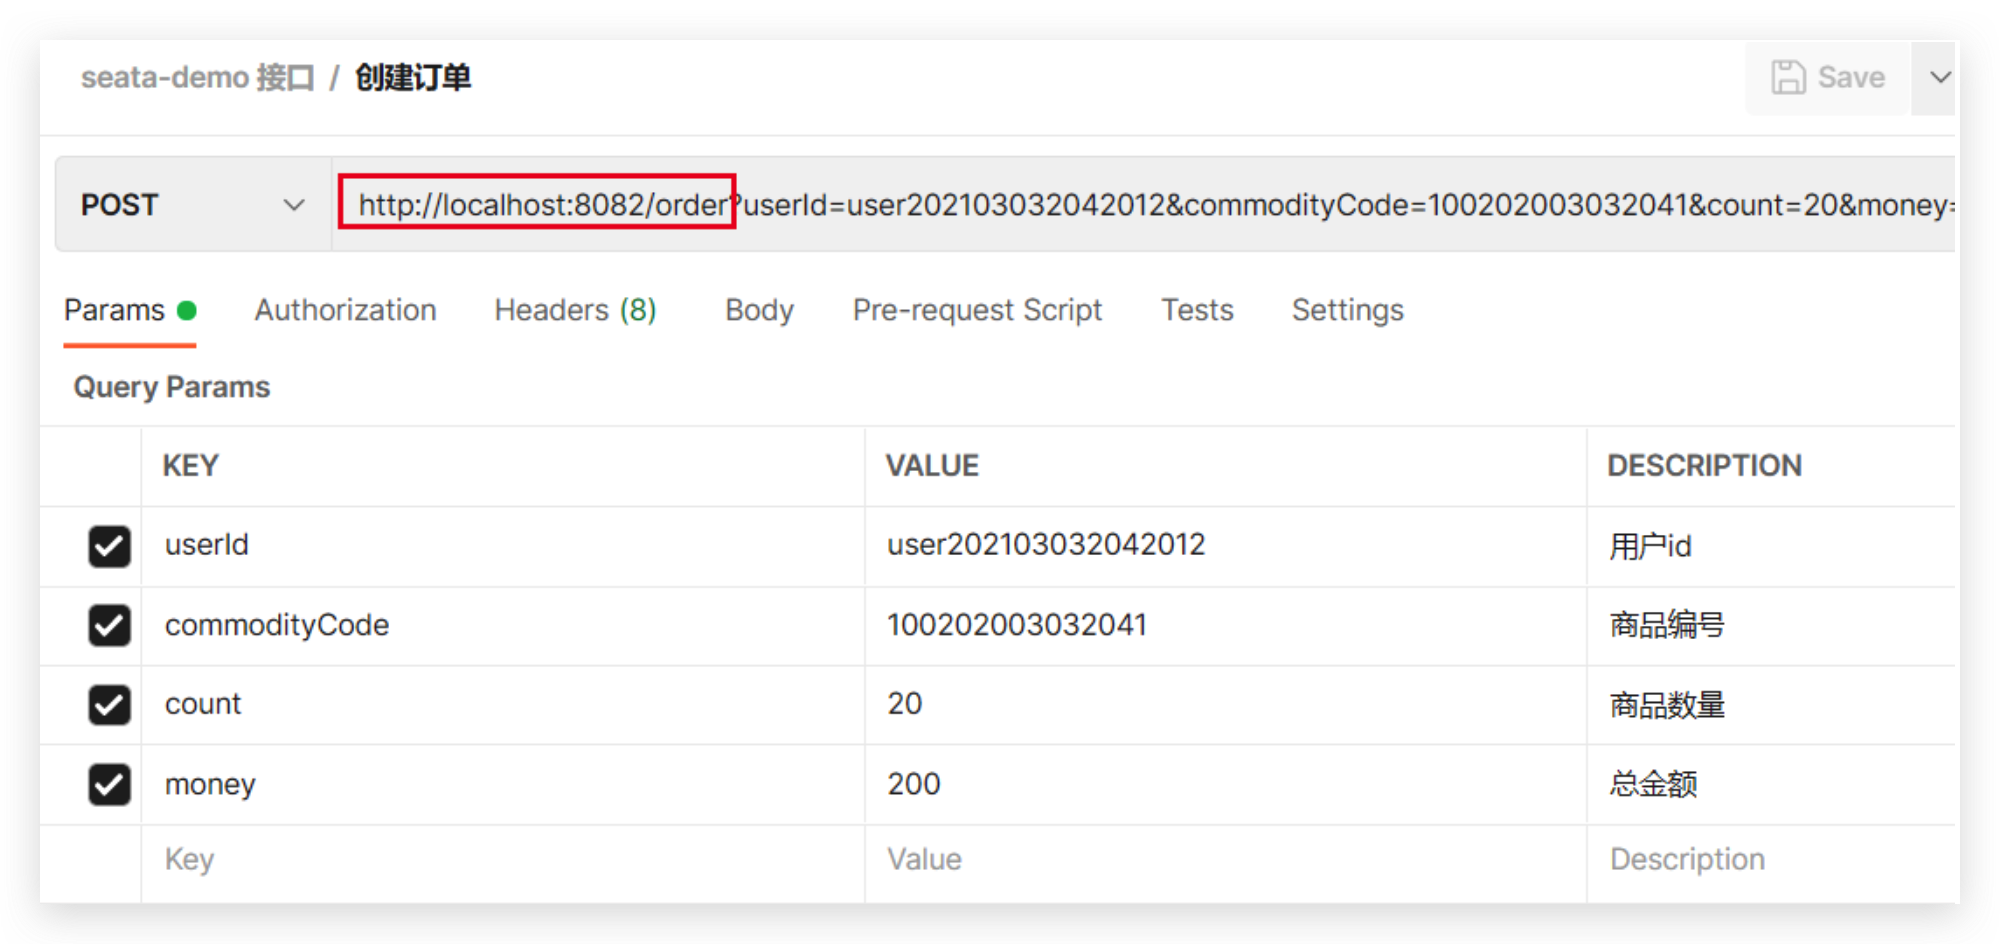 seata-demo 接口 / 创建订单
Save
POST
http://localhost:8082/order?userId=user202103032042012&commodityCode=100202003032041&count=20&money=
Params Authorization Headers (8) Body Pre-request Script Tests Settings
Query Params
KEY VALUE DESCRIPTION
userId user202103032042012 用户id
commodityCode 100202003032041 商品编号
count 20 商品数量
money 200 总金额
Key Value Description